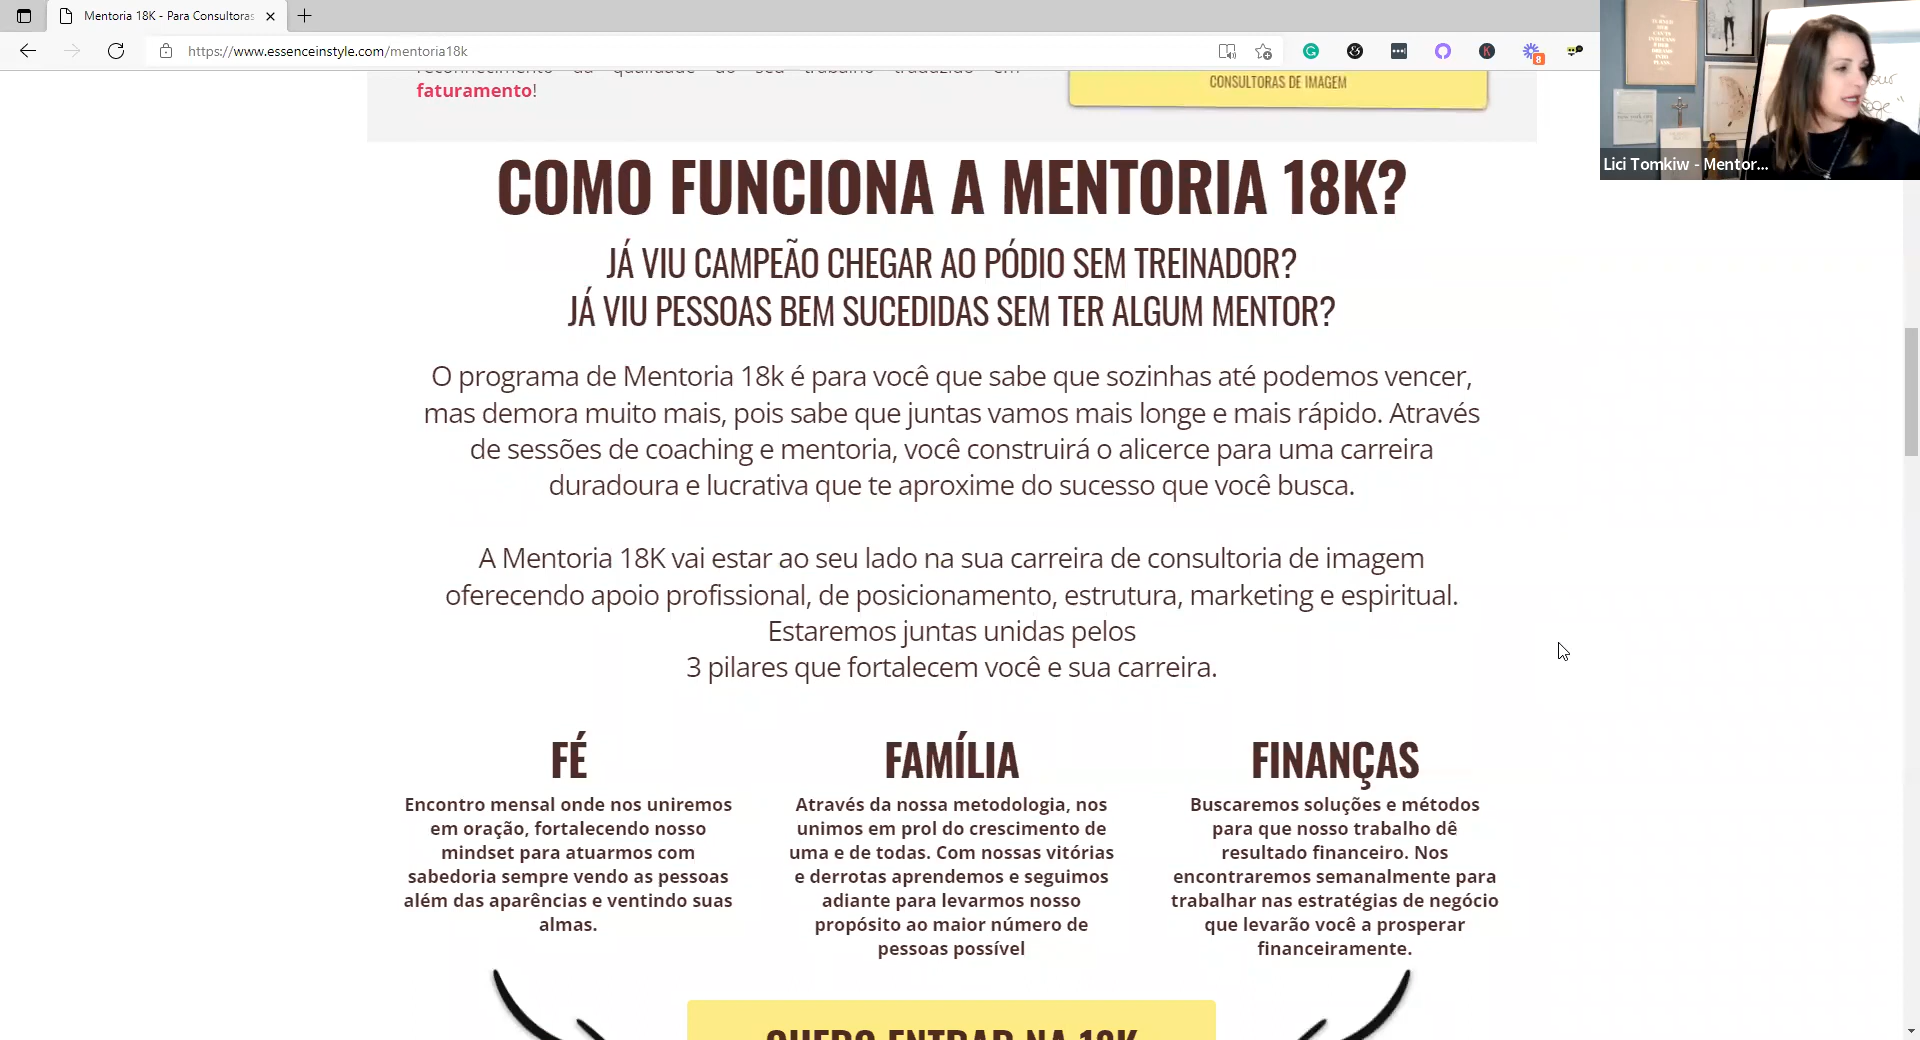 Mentoria 18K - Para Consultoras
https://www.essenceinstyle.com/mentoria18k
8
Lici Tomkiw - Mentor...
faturamento!
CONSULTORAS DE IMAGEM
COMO FUNCIONA A MENTORIA 18K?
JÁ VIU CAMPEÃO CHEGAR AO PÓDIO SEM TREINADOR?
JÁ VIU PESSOAS BEM SUCEDIDAS SEM TER ALGUM MENTOR?
O programa de Mentoria 18k é para você que sabe que sozinhas até podemos vencer,
mas demora muito mais, pois sabe que juntas vamos mais longe e mais rápido. Através
de sessões de coaching e mentoria, você construirá o alicerce para uma carreira
duradoura e lucrativa que te aproxime do sucesso que você busca.
A Mentoria 18K vai estar ao seu lado na sua carreira de consultoria de imagem
oferecendo apoio profissional, de posicionamento, estrutura, marketing e espiritual.
Estaremos juntas unidas pelos
3 pilares que fortalecem você e sua carreira.
FÉ
Encontro mensal onde nos uniremos
em oração, fortalecendo nosso
mindset para atuarmos com
sabedoria sempre vendo as pessoas
além das aparências e ventindo suas
almas.
FAMÍLIA
Através da nossa metodologia, nos
unimos em prol do crescimento de
uma e de todas. Com nossas vitórias
e derrotas aprendemos e seguimos
adiante para levarmos nosso
propósito ao maior número de
pessoas possível
FINANÇAS
Buscaremos soluções e métodos
para que nosso trabalho dê
resultado financeiro. Nos
encontraremos semanalmente para
trabalhar nas estratégias de negócio
que levarão você a prosperar
financeiramente.
QUERO ENTRAR NA 18K